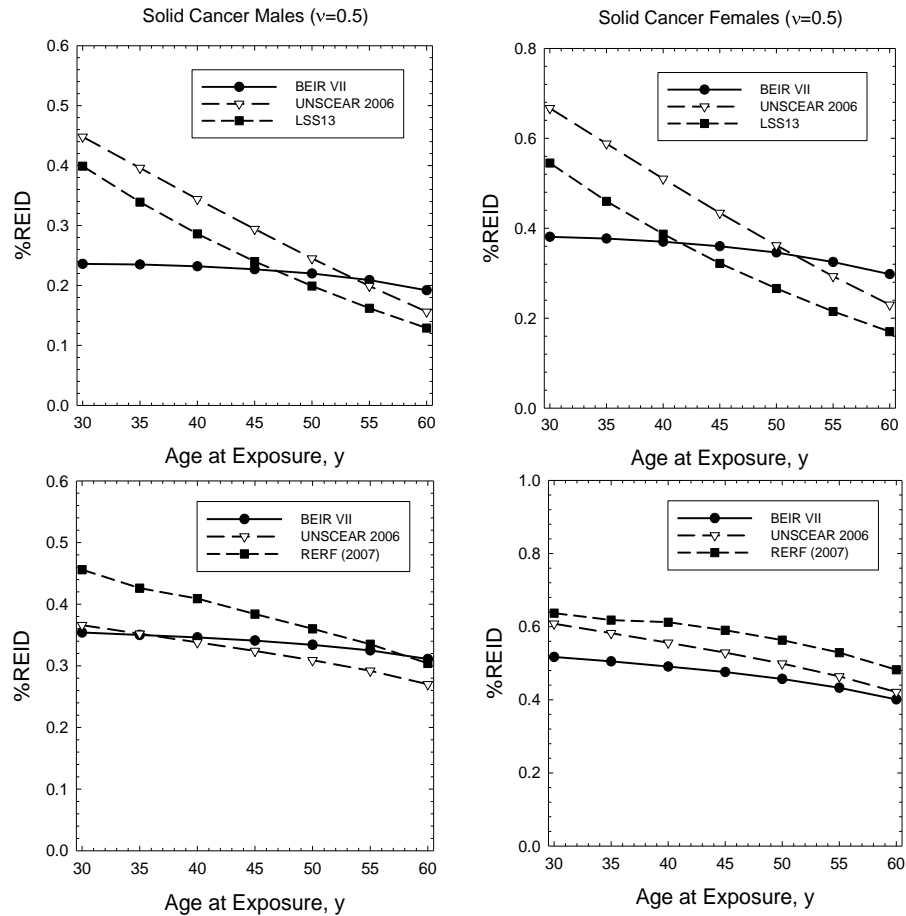 Solid Cancer Males (ν=0.5)
%REID
0.6
0.5
0.4
0.3
0.2
0.1
0.0
BEIR VII
UNSCEAR 2006
LSS13
30 35 40 45 50 55 60
Age at Exposure, y
Solid Cancer Females (ν=0.5)
%REID
0.8
0.6
0.4
0.2
0.0
BEIR VII
UNSCEAR 2006
LSS13
30 35 40 45 50 55 60
Age at Exposure, y
%REID
0.6
0.5
0.4
0.3
0.2
0.1
0.0
BEIR VII
UNSCEAR 2006
RERF (2007)
30 35 40 45 50 55 60
Age at Exposure, y
%REID
1.0
0.8
0.6
0.4
0.2
0.0
BEIR VII
UNSCEAR 2006
RERF (2007)
30 35 40 45 50 55 60
Age at Exposure, y